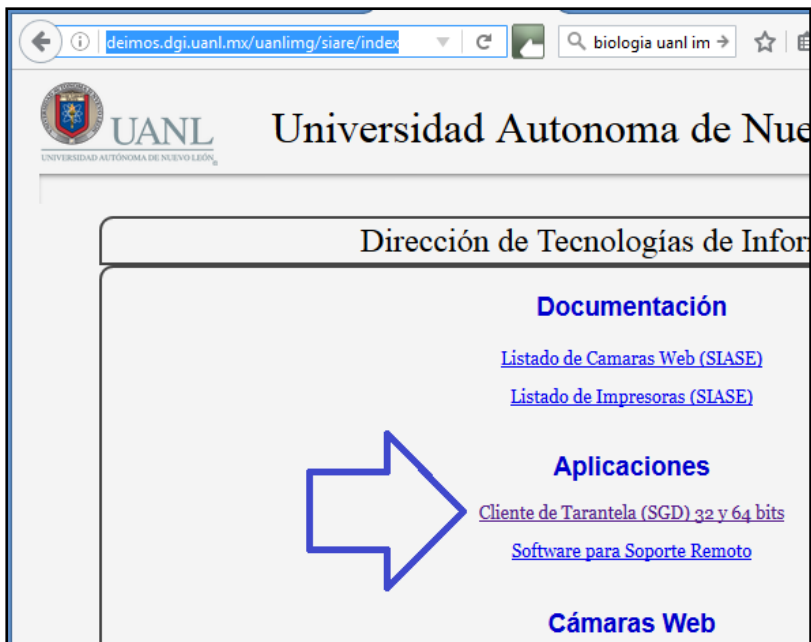 deimos.dgi.uanl.mx/uanlimg/siare/index
biologia uanl im
UANL
UNIVERSIDAD AUTÓNOMA DE NUEVO LEÓN
Universidad Autonoma de Nue
Dirección de Tecnologías de Infor
Documentación
Listado de Camaras Web (SIASE)
Listado de Impresoras (SIASE)
Aplicaciones
Cliente de Tarantela (SGD) 32 y 64 bits
Software para Soporte Remoto
Cámaras Web